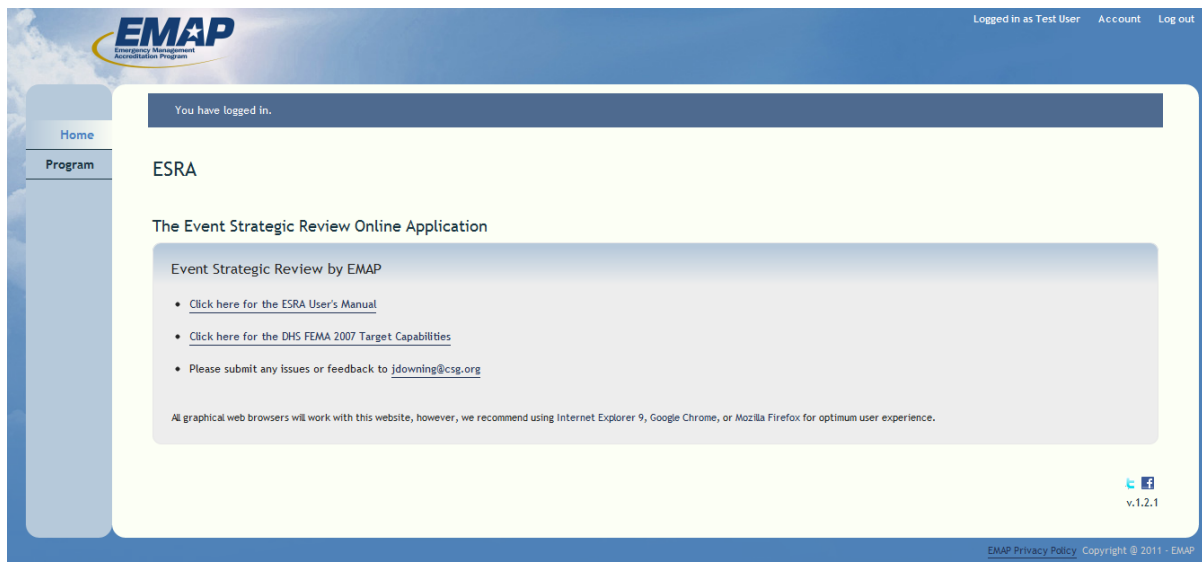 Logged in as Test User Account Log out
EMAP
Emergency Management
Accreditation Program
You have logged in.
Home
Program
ESRA
The Event Strategic Review Online Application
Event Strategic Review by EMAP
• Click here for the ESRA User's Manual
• Click here for the DHS FEMA 2007 Target Capabilities
• Please submit any issues or feedback to jdowning@csg.org
All graphical web browsers will work with this website, however, we recommend using Internet Explorer 9, Google Chrome, or Mozilla Firefox for optimum user experience.
v.1.2.1
EMAP Privacy Policy Copyright @ 2011 - EMAP